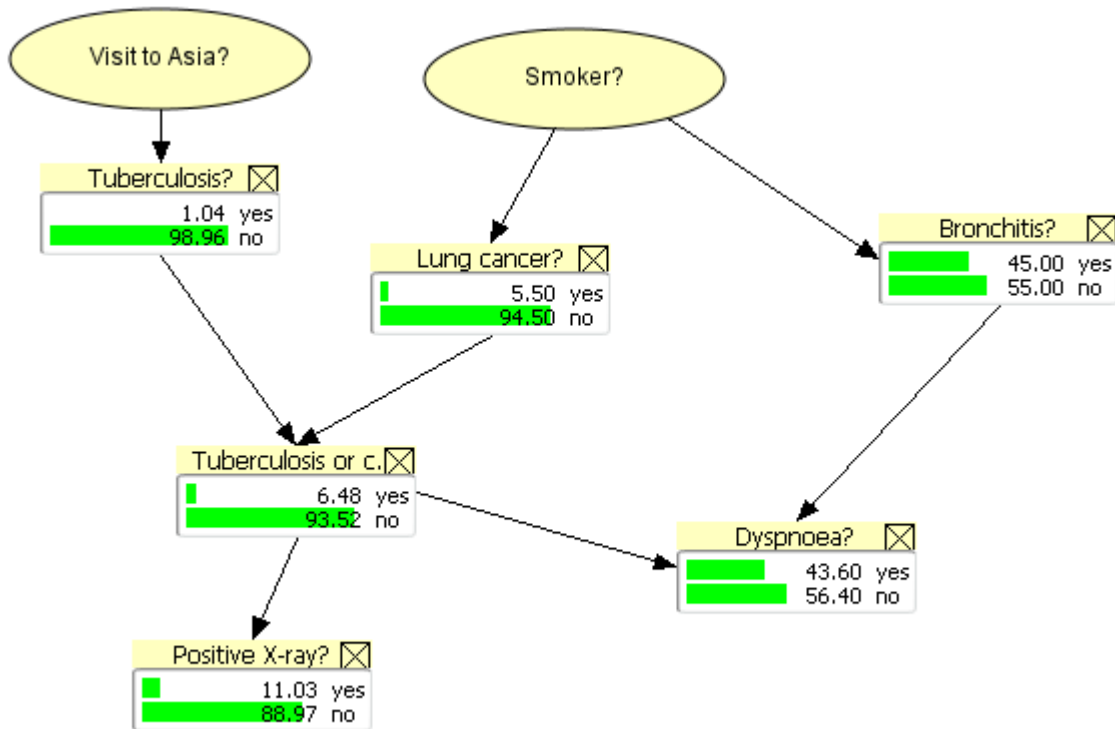 Visit to Asia?
Smoker?
Tuberculosis?
1.04 yes
98.96 no
Lung cancer?
5.50 yes
94.50 no
Bronchitis?
45.00 yes
55.00 no
Tuberculosis or c.
6.48 yes
93.52 no
Dyspnoea?
43.60 yes
56.40 no
Positive X-ray?
11.03 yes
88.97 no